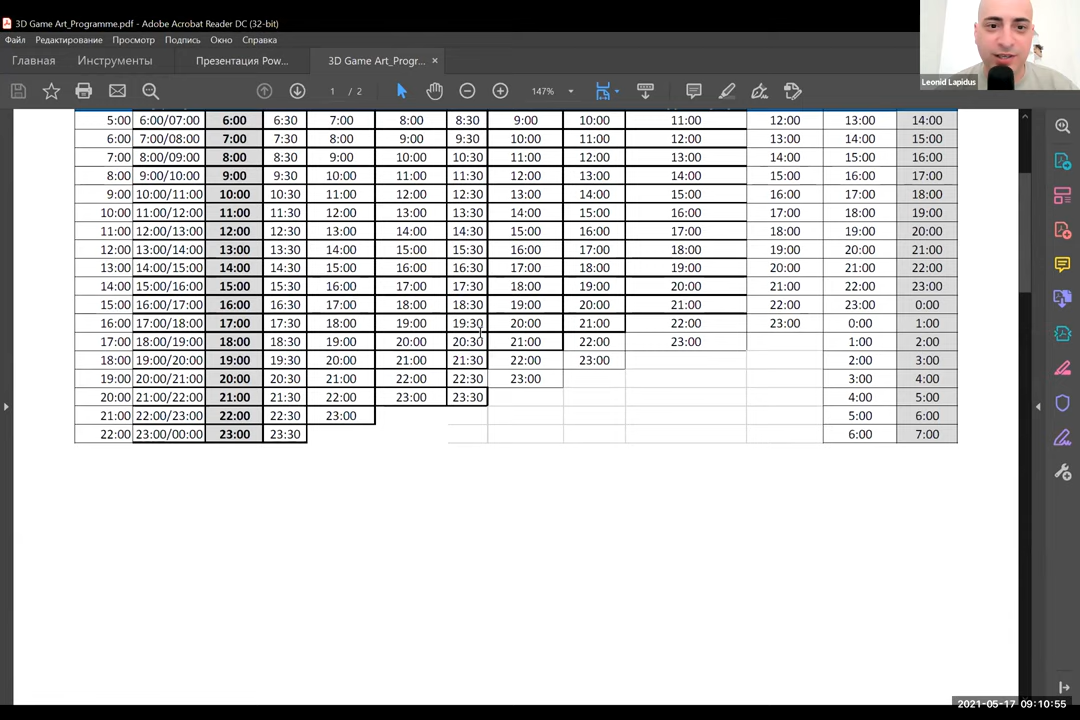 3D Game Art_Programme.pdf - Adobe Acrobat Reader DC (32-bit)
Файл Редактирование Просмотр Подпись Окно Справка
Главная Инструменты Презентация Pow... 3D Game Art_Progr... ×
1 / 2 147%
Leonid Lapidus
5:00 6:00/07:00 6:00 6:30 7:00 8:00 8:30 9:00 10:00 11:00 12:00 13:00 14:00
6:00 7:00/08:00 7:00 7:30 8:00 9:00 9:30 10:00 11:00 12:00 13:00 14:00 15:00
7:00 8:00/09:00 8:00 8:30 9:00 10:00 10:30 11:00 12:00 13:00 14:00 15:00 16:00
8:00 9:00/10:00 9:00 9:30 10:00 11:00 11:30 12:00 13:00 14:00 15:00 16:00 17:00
9:00 10:00/11:00 10:00 10:30 11:00 12:00 12:30 13:00 14:00 15:00 16:00 17:00 18:00
10:00 11:00/12:00 11:00 11:30 12:00 13:00 13:30 14:00 15:00 16:00 17:00 18:00 19:00
11:00 12:00/13:00 12:00 12:30 13:00 14:00 14:30 15:00 16:00 17:00 18:00 19:00 20:00
12:00 13:00/14:00 13:00 13:30 14:00 15:00 15:30 16:00 17:00 18:00 19:00 20:00 21:00
13:00 14:00/15:00 14:00 14:30 15:00 16:00 16:30 17:00 18:00 19:00 20:00 21:00 22:00
14:00 15:00/16:00 15:00 15:30 16:00 17:00 17:30 18:00 19:00 20:00 21:00 22:00 23:00
15:00 16:00/17:00 16:00 16:30 17:00 18:00 18:30 19:00 20:00 21:00 22:00 23:00 0:00
16:00 17:00/18:00 17:00 17:30 18:00 19:00 19:30 20:00 21:00 22:00 23:00 0:00 1:00
17:00 18:00/19:00 18:00 18:30 19:00 20:00 20:30 21:00 22:00 23:00 1:00 2:00
18:00 19:00/20:00 19:00 19:30 20:00 21:00 21:30 22:00 23:00 2:00 3:00
19:00 20:00/21:00 20:00 20:30 21:00 22:00 22:30 23:00 3:00 4:00
20:00 21:00/22:00 21:00 21:30 22:00 23:00 23:30 4:00 5:00
21:00 22:00/23:00 22:00 22:30 23:00 5:00 6:00
22:00 23:00/00:00 23:00 23:30 6:00 7:00
2021-05-17 09:10:55